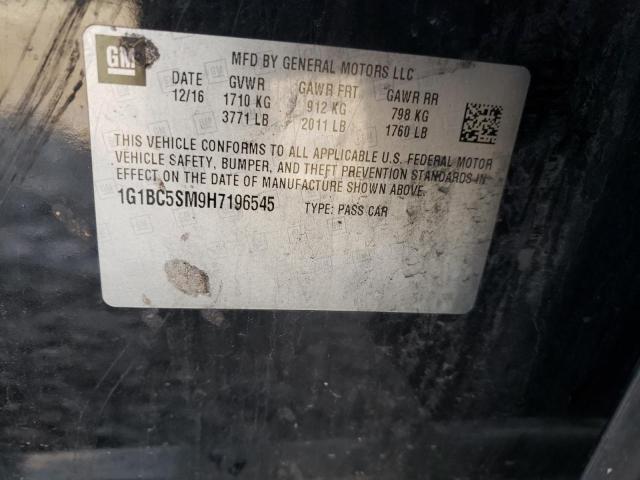 GM
MFD BY GENERAL MOTORS LLC
DATE GVWR GAWR FRT GAWR RR
12/16 1710 KG 912 KG 798 KG
3771 LB 2011 LB 1760 LB
THIS VEHICLE CONFORMS TO ALL APPLICABLE U.S. FEDERAL MOTOR
VEHICLE SAFETY, BUMPER, AND THEFT PREVENTION STANDARDS
IN EFFECT ON THE DATE OF MANUFACTURE SHOWN ABOVE.
1G1BC5SM9H7196545 TYPE: PASS CAR